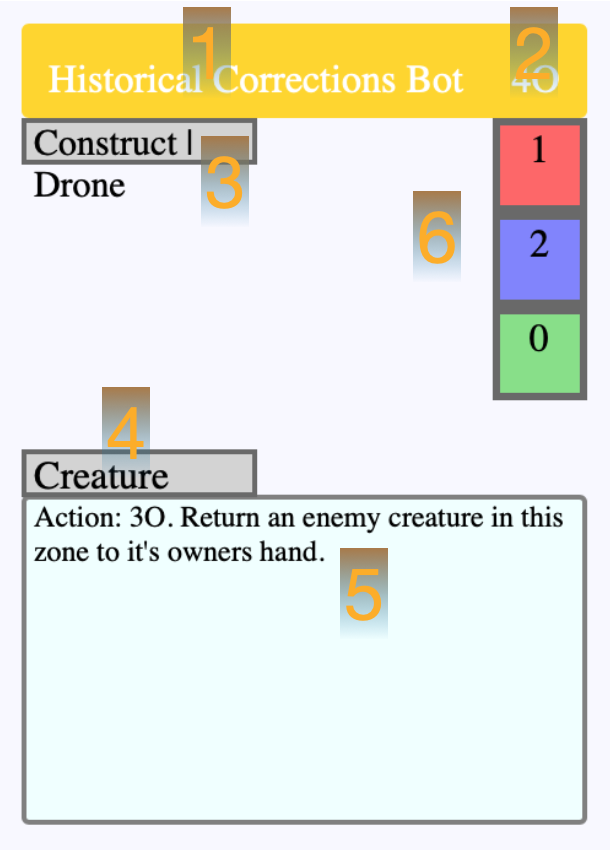 1
2
Historical Corrections Bot 4O
Construct |
Drone
3
1
2
0
6
4
Creature
Action: 3O. Return an enemy creature in this
zone to it's owners hand.
5